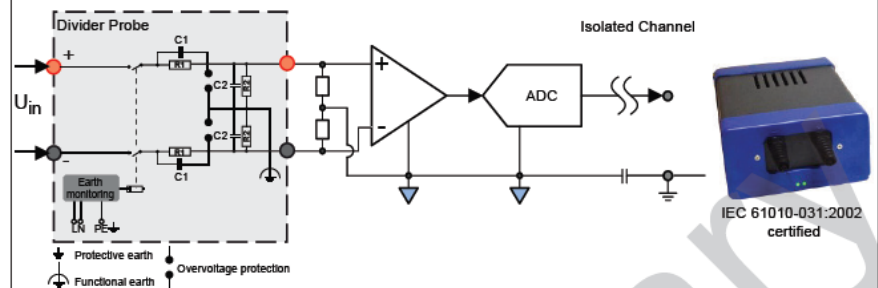 Divider Probe
Isolated Channel
+
C1
R1
Uin
C2
R2
+
ADC
C2
R2
-
R1
–
C1
Earth
monitoring
LN
PE
IEC 61010-031:2002
certified
Protective earth
Overvoltage protection
Functional earth